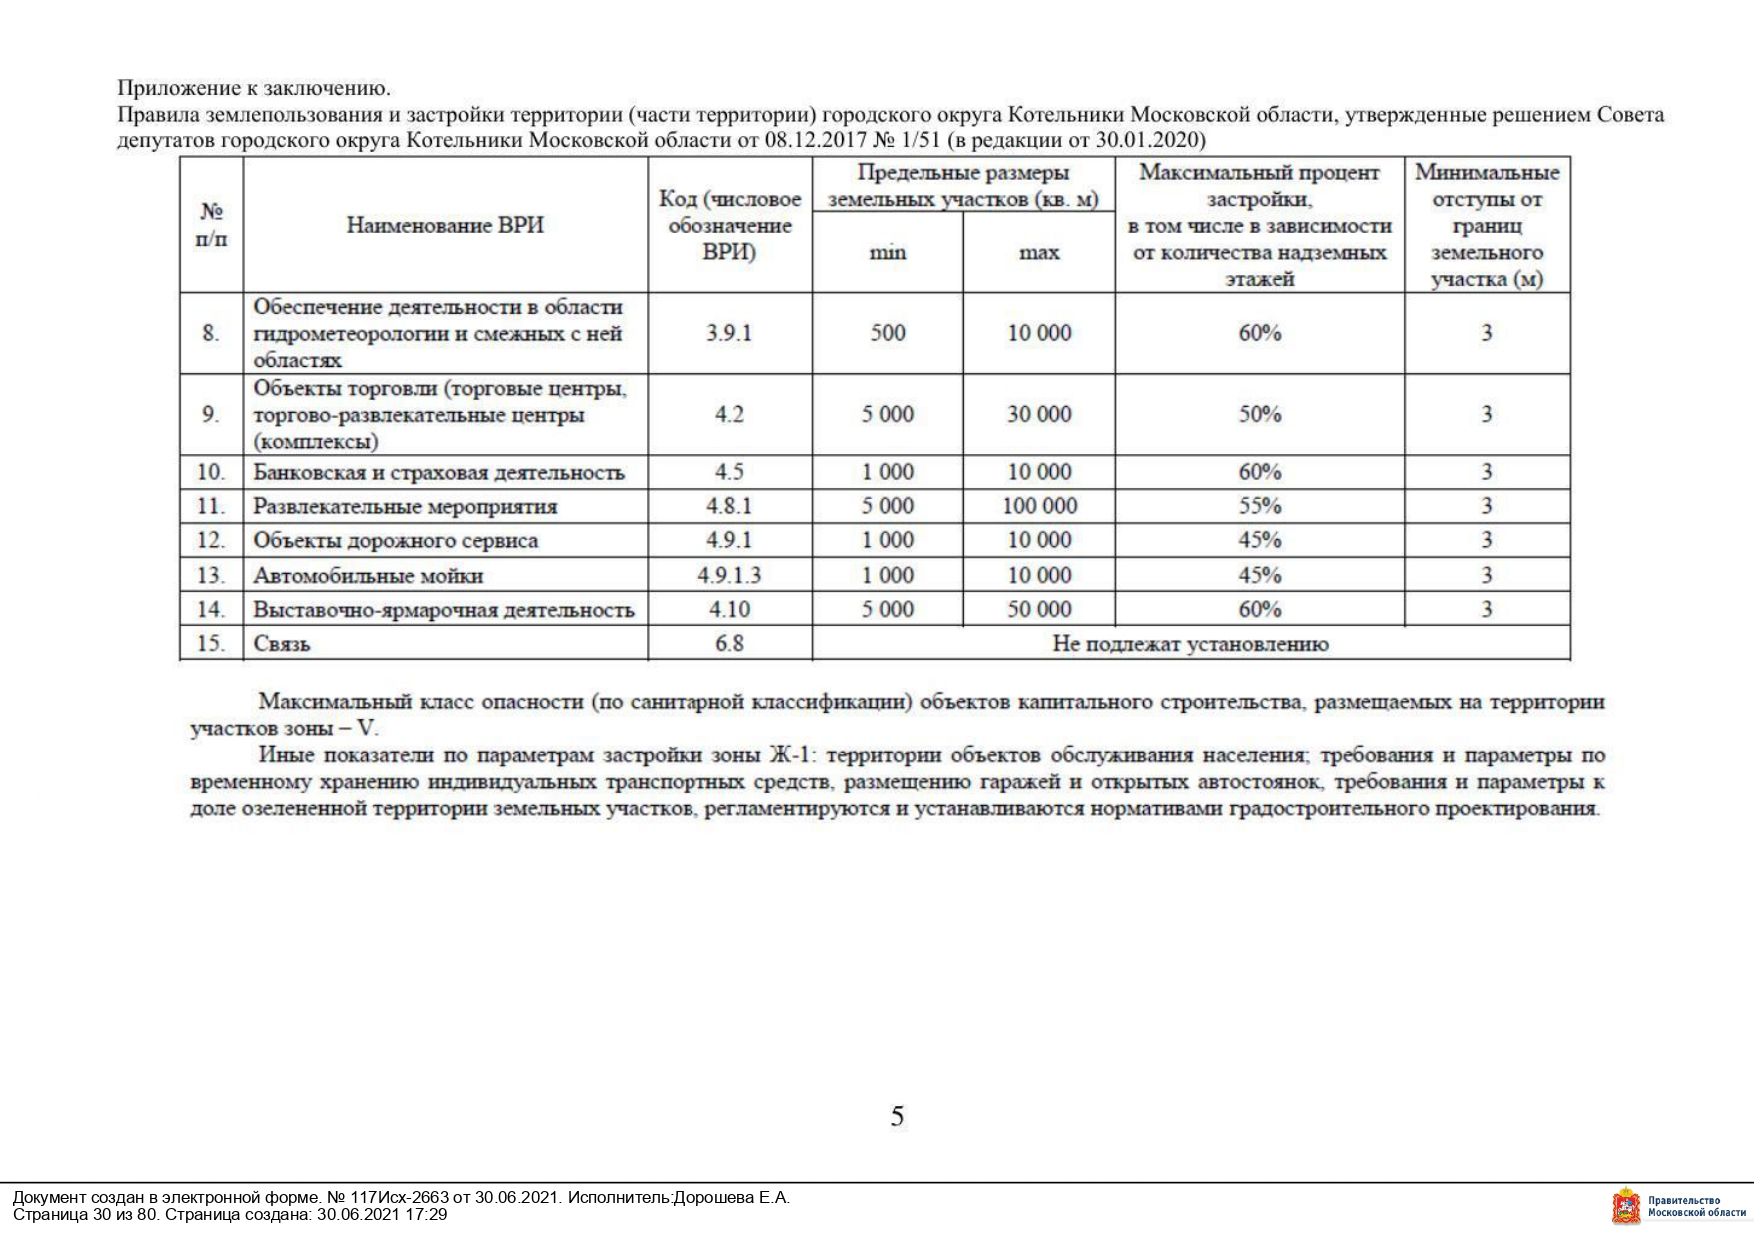 Приложение к заключению.
Правила землепользования и застройки территории (части территории) городского округа Котельники Московской области, утвержденные решением Совета
депутатов городского округа Котельники Московской области от 08.12.2017 № 1/51 (в редакции от 30.01.2020)
№ п/п
Наименование ВРИ
Код (числовое
обозначение
ВРИ)
Предельные размеры
земельных участков (кв. м)
min
max
Максимальный процент
застройки,
в том числе в зависимости
от количества надземных
этажей
Минимальные
отступы от
границ
земельного
участка (м)
8. Обеспечение деятельности в области
гидрометеорологии и смежных с ней
областях
3.9.1 500 10 000 60% 3
9. Объекты торговли (торговые центры,
торгово-развлекательные центры
(комплексы)
4.2 5 000 30 000 50% 3
10. Банковская и страховая деятельность 4.5 1 000 10 000 60% 3
11. Развлекательные мероприятия 4.8.1 5 000 100 000 55% 3
12. Объекты дорожного сервиса 4.9.1 1 000 10 000 45% 3
13. Автомобильные мойки 4.9.1.3 1 000 10 000 45% 3
14. Выставочно-ярмарочная деятельность 4.10 5 000 50 000 60% 3
15. Связь 6.8 Не подлежат установлению
Максимальный класс опасности (по санитарной классификации) объектов капитального строительства, размещаемых на территории
участков зоны – V.
Иные показатели по параметрам застройки зоны Ж-1: территории объектов обслуживания населения; требования и параметры по
временному хранению индивидуальных транспортных средств, размещению гаражей и открытых автостоянок, требования и параметры к
доле озелененной территории земельных участков, регламентируются и устанавливаются нормативами градостроительного проектирования.
5
Документ создан в электронной форме. № 117Исх-2663 от 30.06.2021. Исполнитель:Дорошева Е.А.
Страница 30 из 80. Страница создана: 30.06.2021 17:29
Правительство
Московской области